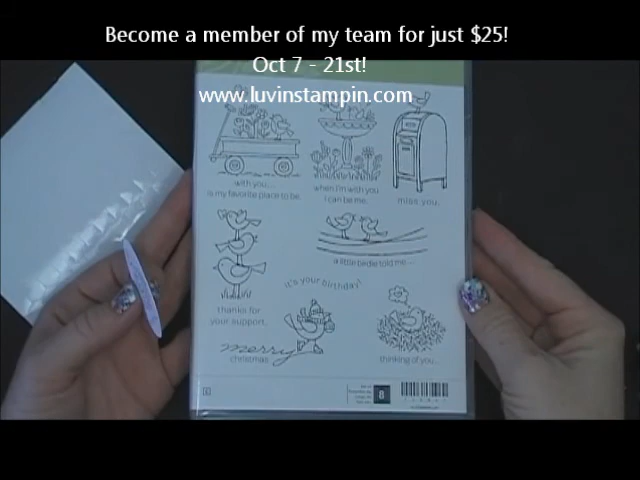 Become a member of my team for just $25!
Oct 7 - 21st!
www.luvinstampin.com
with you....
is my favorite place to be.
when I'm with you
I can be me.
miss you.
a little birdie told me...
it's your birthday!
thanks for
your support.
merry
christmas
thinking of you...
8